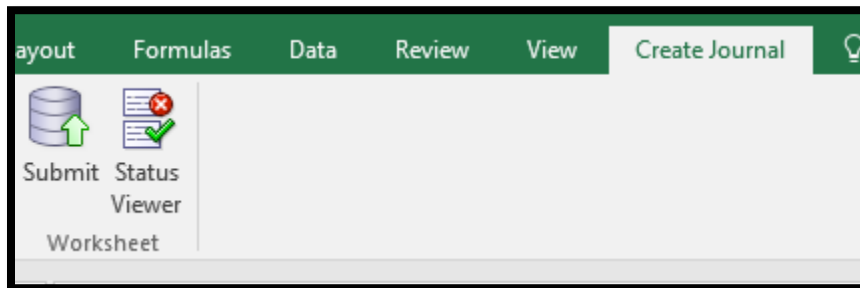 ayout Formulas Data Review View Create Journal
Submit Status
Viewer
Worksheet